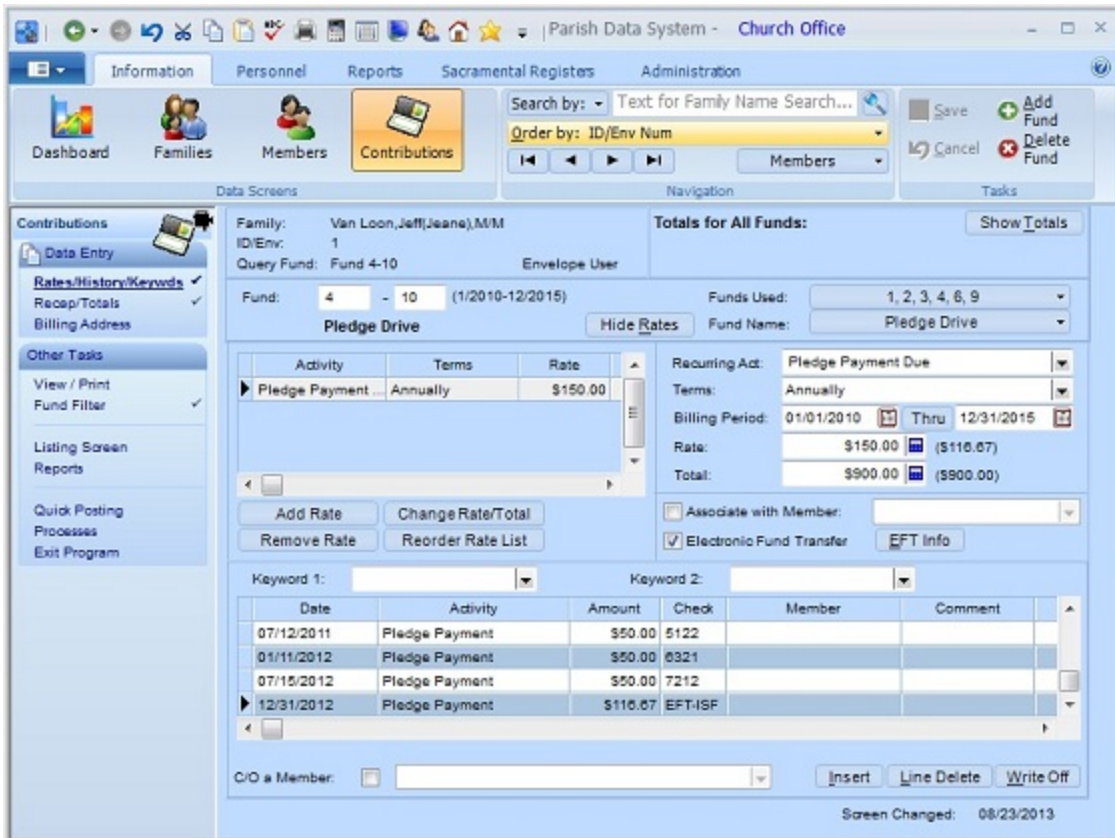 Parish Data System - Church Office
Information Personnel Reports Sacramental Registers Administration
Dashboard Families Members Contributions
Data Screens
Search by: Text for Family Name Search...
Order by: ID/Env Num
Members
Navigation
Save Add Fund
Cancel Delete Fund
Tasks
Contributions
Data Entry
Rates/History/Keywds
Recap/Totals
Billing Address
Other Tasks
View / Print
Fund Filter
Listing Screen
Reports
Quick Posting
Processes
Exit Program
Family: Van Loon,Jeff(Jeane),M/M
ID/Env: 1
Query Fund: Fund 4-10 Envelope User
Totals for All Funds: Show Totals
Fund: 4 - 10 (1/2010-12/2015)
Pledge Drive Hide Rates
Funds Used: 1, 2, 3, 4, 6, 9
Fund Name: Pledge Drive
Activity Terms Rate
Pledge Payment ... Annually $150.00
Add Rate Change Rate/Total
Remove Rate Reorder Rate List
Recurring Act: Pledge Payment Due
Terms: Annually
Billing Period: 01/01/2010 Thru 12/31/2015
Rate: $150.00 ($116.67)
Total: $900.00 ($900.00)
Associate with Member:
Electronic Fund Transfer EFT Info
Keyword 1: Keyword 2:
Date Activity Amount Check Member Comment
07/12/2011 Pledge Payment $50.00 5122
01/11/2012 Pledge Payment $50.00 6321
07/15/2012 Pledge Payment $50.00 7212
12/31/2012 Pledge Payment $116.67 EFT-ISF
C/O a Member: Insert Line Delete Write Off
Screen Changed: 08/23/2013